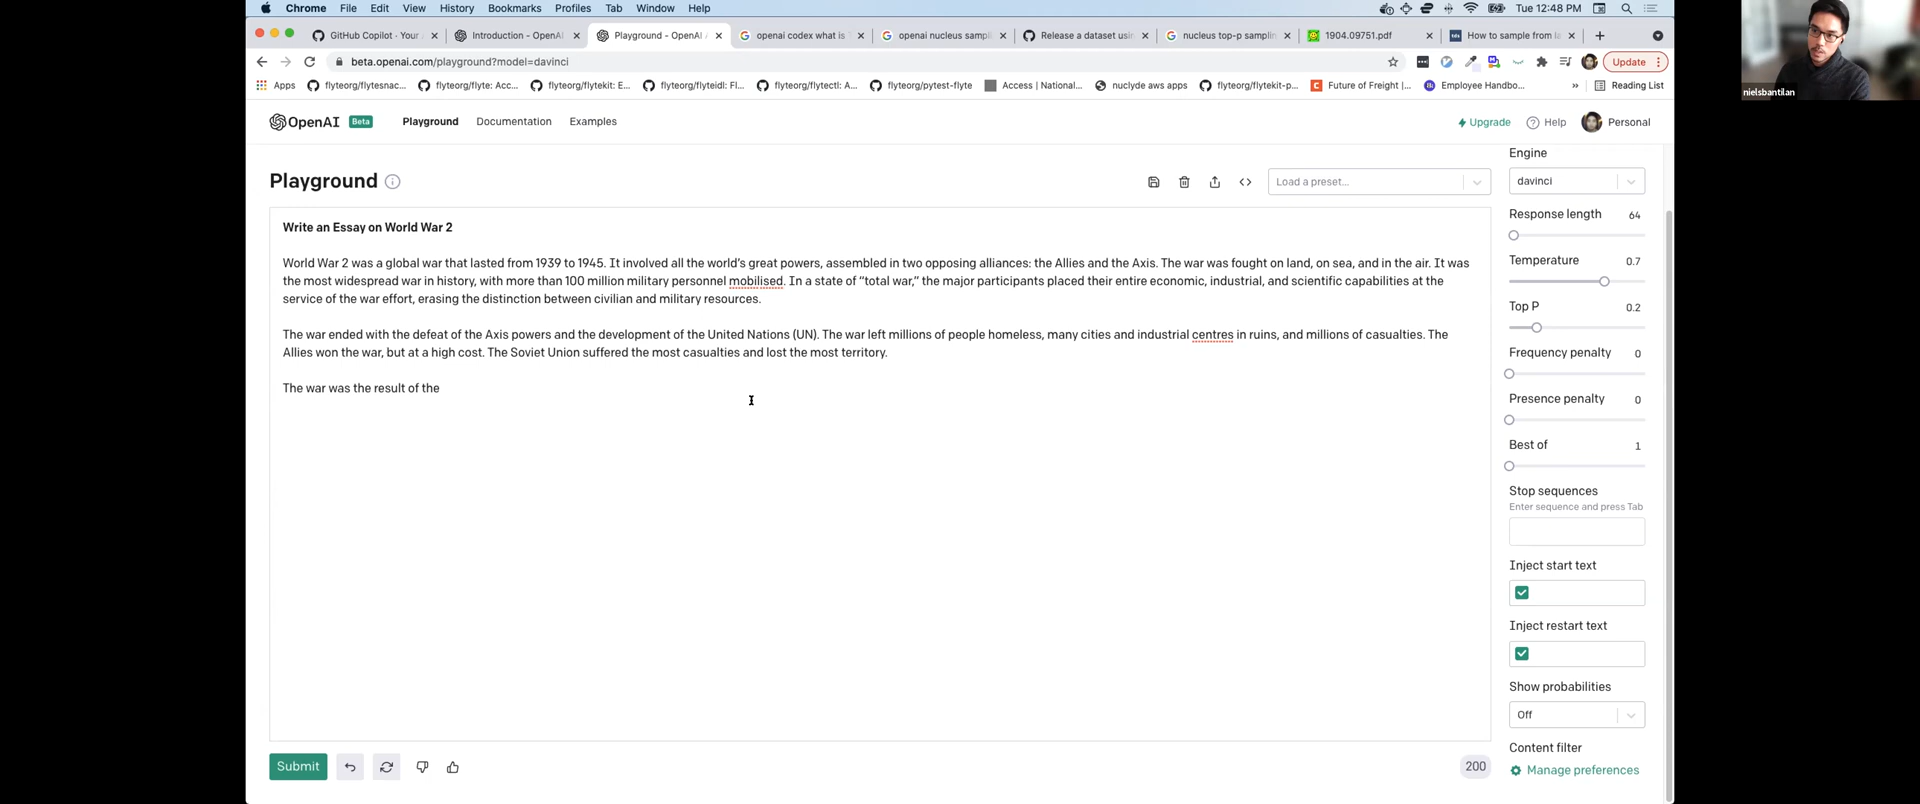 Chrome File Edit View History Bookmarks Profiles Tab Window Help Tue 12:48 PM
GitHub Copilot · Your Introduction - OpenAI Playground - OpenAI openai codex what is openai nucleus sampl Release a dataset usin nucleus top-p samplin 1904.09751.pdf How to sample from la
beta.openai.com/playground?model=davinci Update
Apps flyteorg/flytesnac... flyteorg/flyte: Acc... flyteorg/flytekit: E... flyteorg/flyteidl: Fl... flyteorg/flytectl: A... flyteorg/pytest-flyte Access | National... nuclyde aws apps flyteorg/flytekit-p... Future of Freight |... Employee Handbo... » Reading List
nielsbantilan
OpenAI Beta Playground Documentation Examples Upgrade Help Personal
Playground Load a preset...
Write an Essay on World War 2
World War 2 was a global war that lasted from 1939 to 1945. It involved all the world's great powers, assembled in two opposing alliances: the Allies and the Axis. The war was fought on land, on sea, and in the air. It was
the most widespread war in history, with more than 100 million military personnel mobilised. In a state of “total war,” the major participants placed their entire economic, industrial, and scientific capabilities at the
service of the war effort, erasing the distinction between civilian and military resources.
The war ended with the defeat of the Axis powers and the development of the United Nations (UN). The war left millions of people homeless, many cities and industrial centres in ruins, and millions of casualties. The
Allies won the war, but at a high cost. The Soviet Union suffered the most casualties and lost the most territory.
The war was the result of the
Submit 200
Engine
davinci
Response length 64
Temperature 0.7
Top P 0.2
Frequency penalty 0
Presence penalty 0
Best of 1
Stop sequences
Enter sequence and press Tab
Inject start text
Inject restart text
Show probabilities
Off
Content filter
Manage preferences